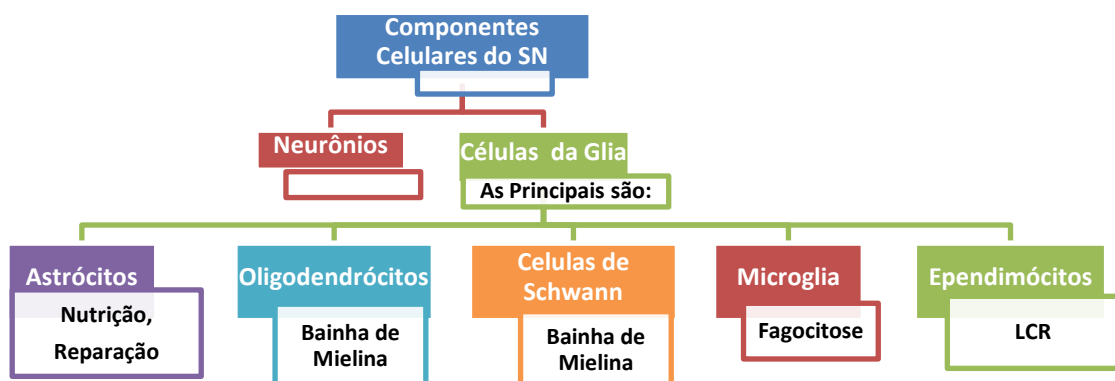 Componentes
Celulares do SN
Neurônios
Células da Glia
As Principais são:
Astrócitos
Nutrição,
Reparação
Oligodendrócitos
Bainha de
Mielina
Celulas de
Schwann
Bainha de
Mielina
Microglia
Fagocitose
Ependimócitos
LCR